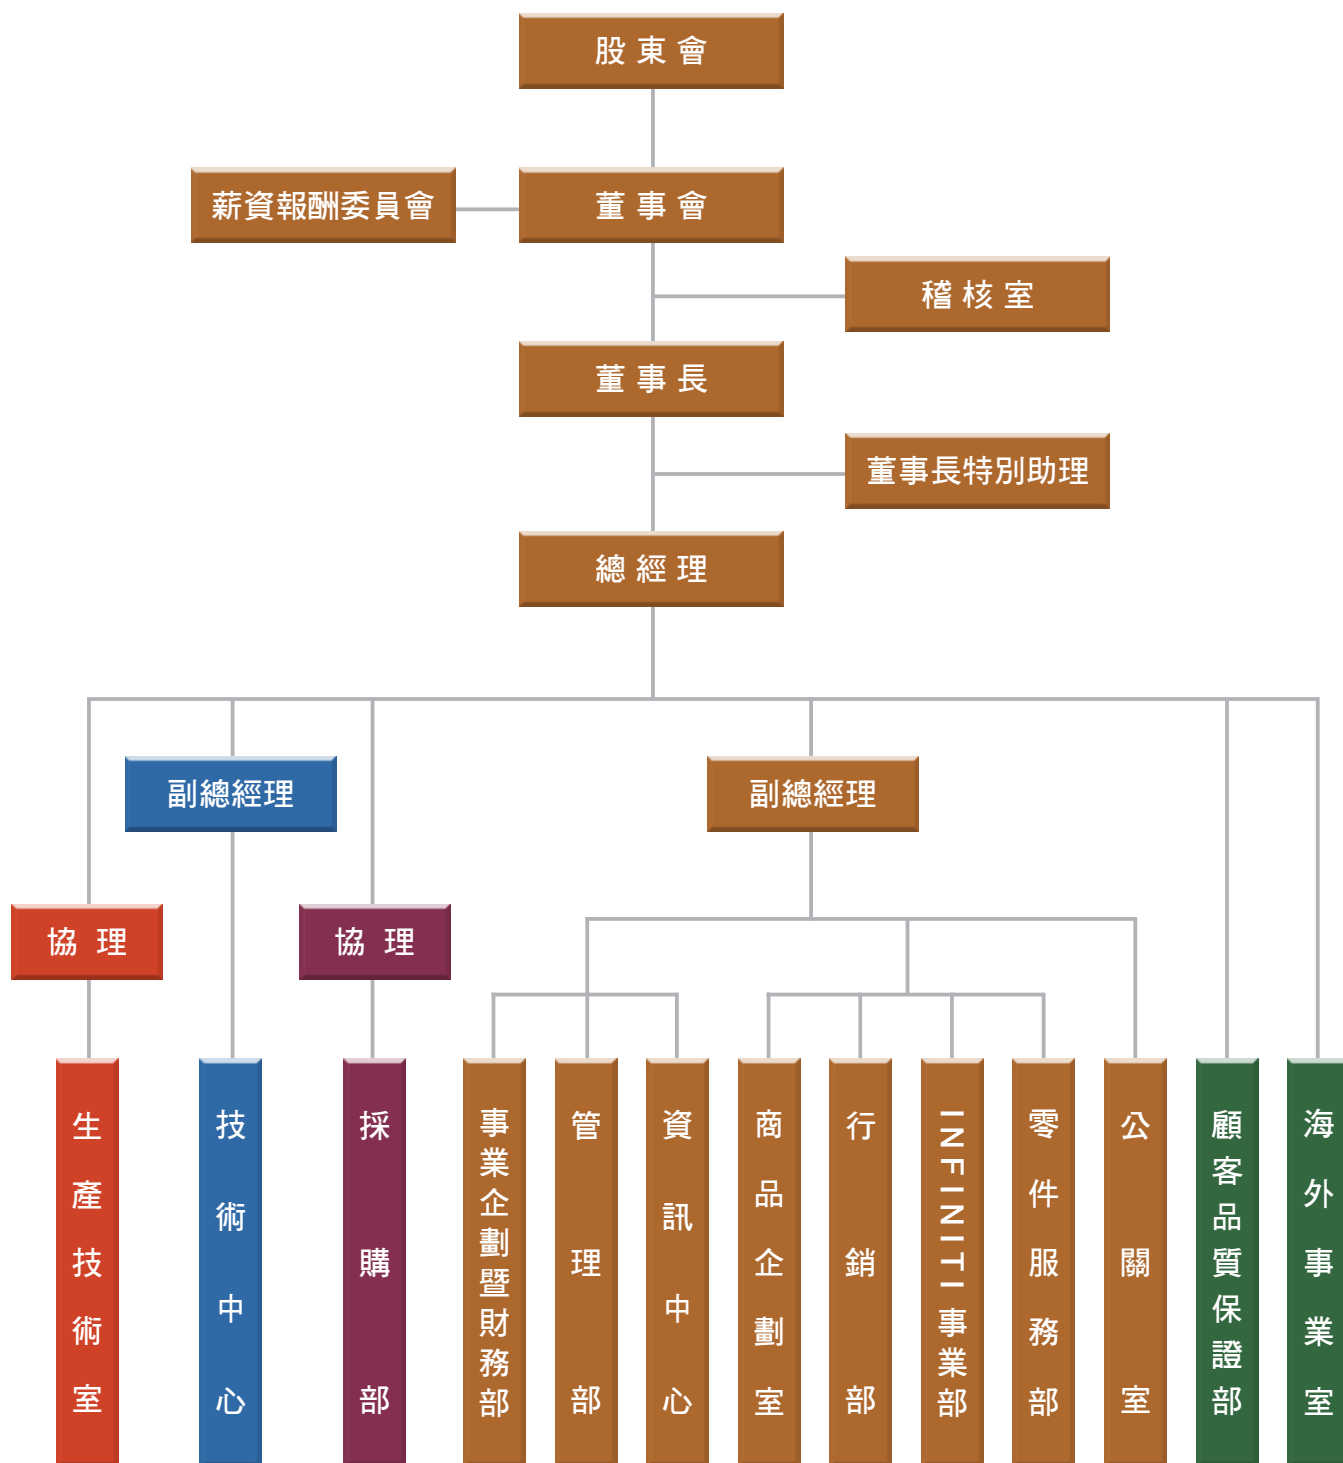 股東會
薪資報酬委員會
董事會
稽核室
董事長
董事長特別助理
總經理
副總經理
副總經理
協理
協理
生產技術室
技術中心
採購部
事業企劃暨財務部
管理部
資訊中心
商品企劃室
行銷部
INFINITI事業部
零件服務部
公關室
顧客品質保證部
海外事業室